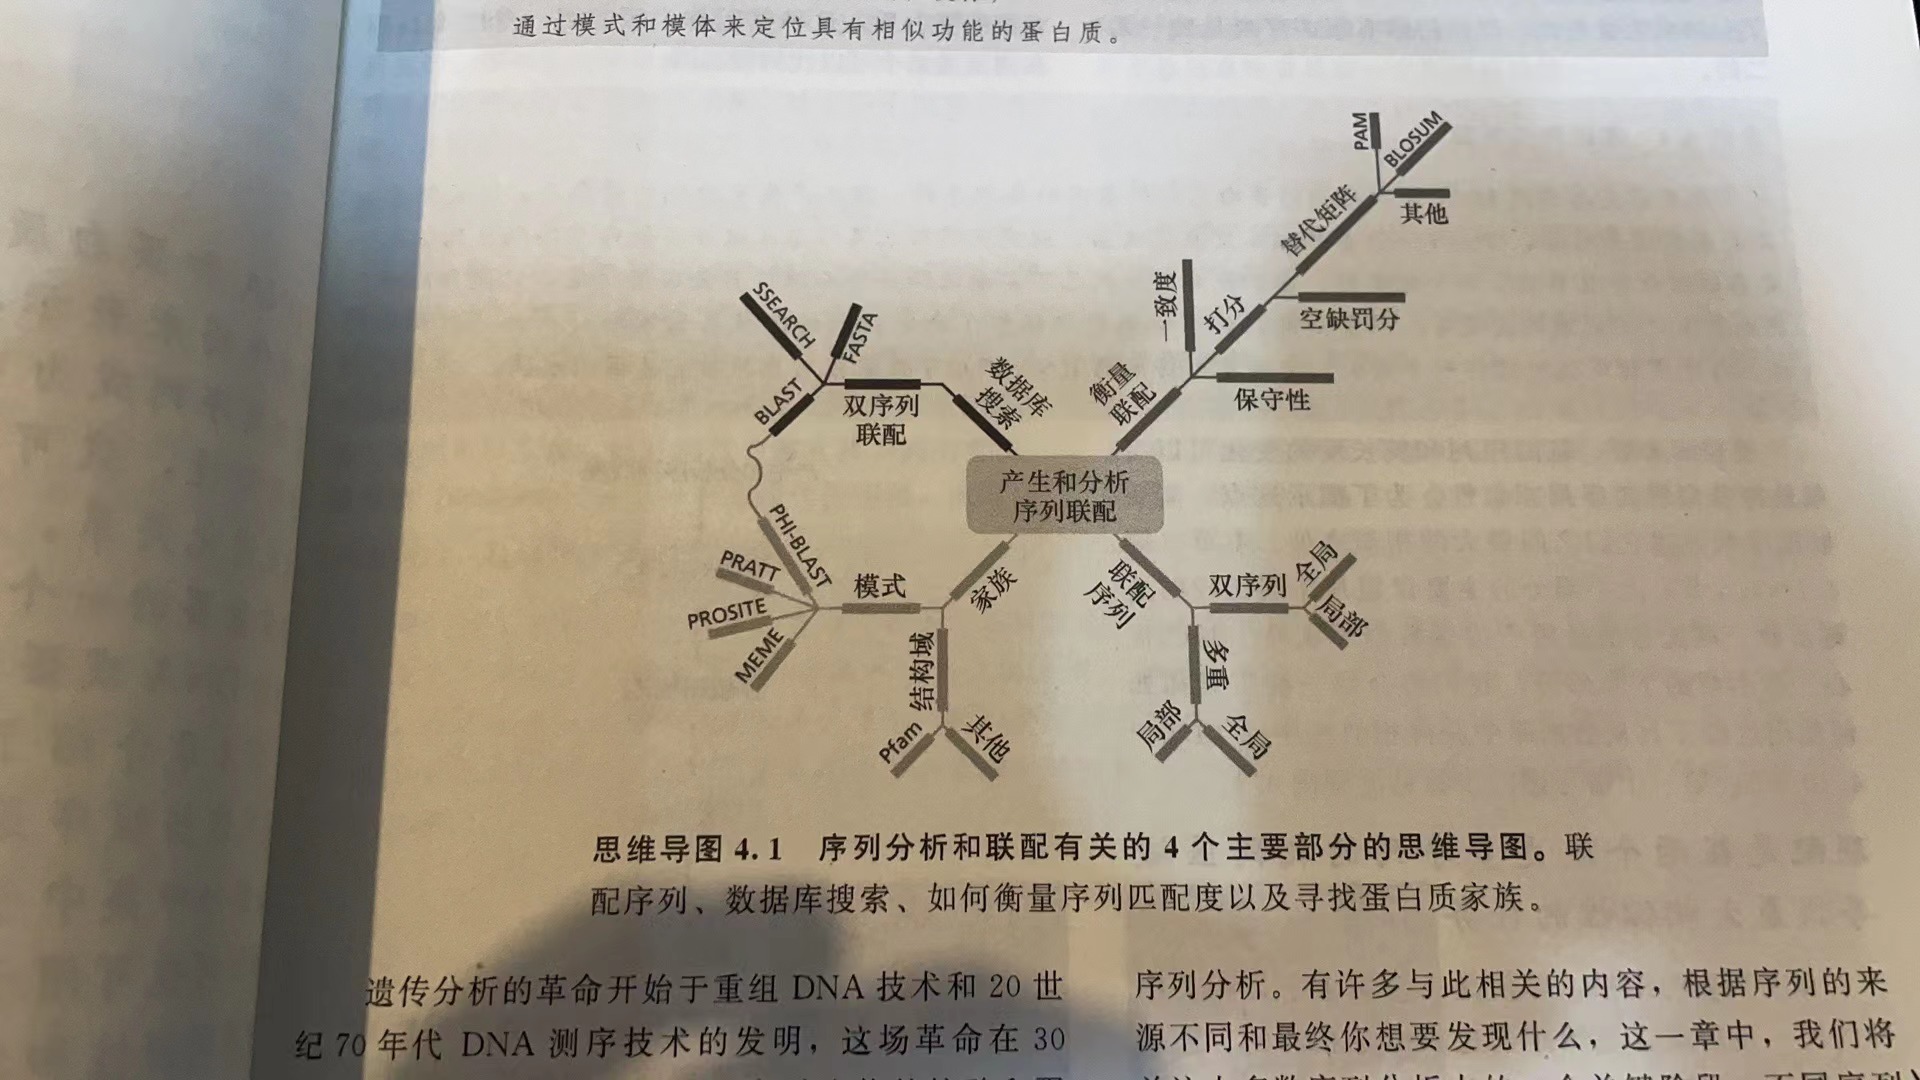 通过模式和模体来定位具有相似功能的蛋白质。
PAM
BLOSUM
替代矩阵
其他
一致度
打分
空缺罚分
SSEARCH
FASTA
数据库
搜索
衡量
联配
保守性
BLAST
双序列
联配
产生和分析
序列联配
PHI-BLAST
PRATT
模式
家族
联配
序列
双序列
全局
局部
PROSITE
MEME
结构域
多重
Pfam
其他
局部
全局
思维导图 4.1 序列分析和联配有关的 4 个主要部分的思维导图。联
配序列、数据库搜索、如何衡量序列匹配度以及寻找蛋白质家族。
遗传分析的革命开始于重组 DNA 技术和 20 世
纪 70 年代 DNA 测序技术的发明，这场革命在 30
序列分析。有许多与此相关的内容，根据序列的来
源不同和最终你想要发现什么，这一章中，我们将